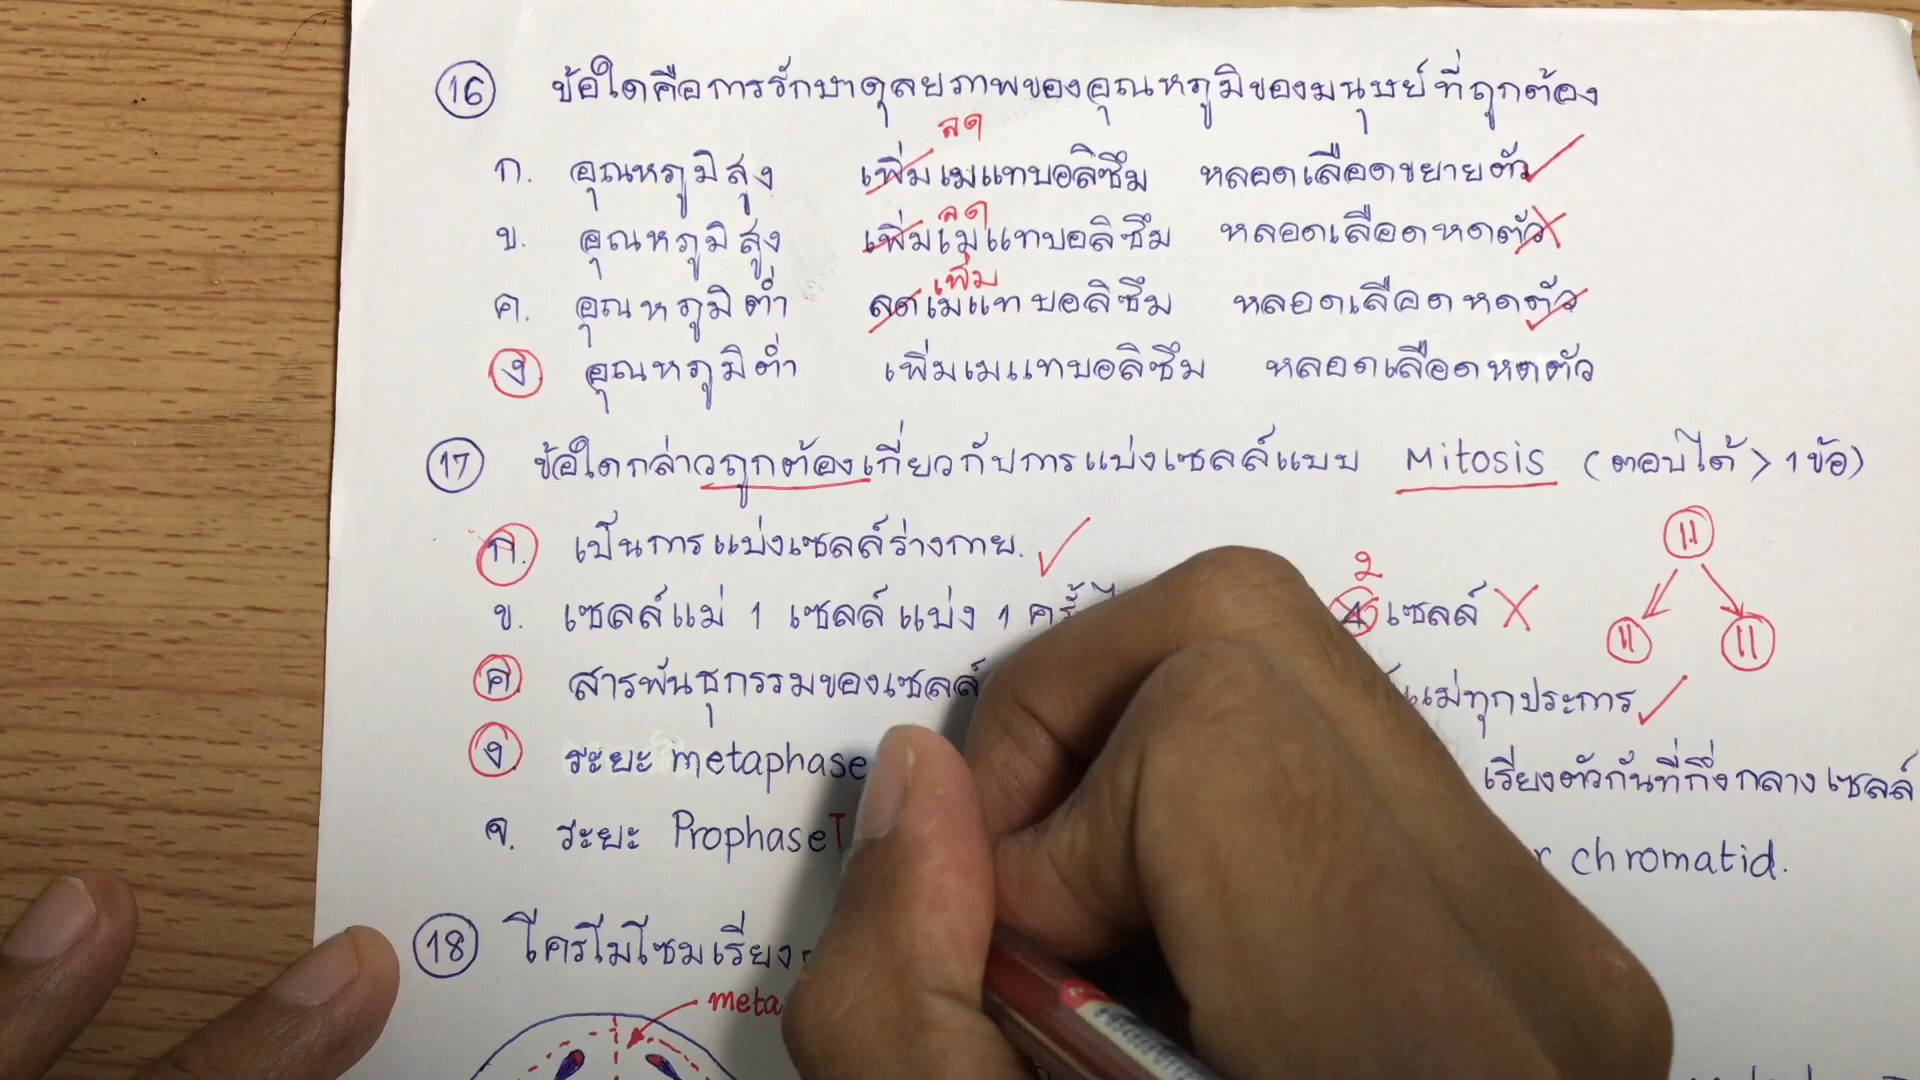 16 ข้อใดคือการรักษาดุลยภาพของอุณหภูมิของมนุษย์ที่ถูกต้อง
ลด
ก. อุณหภูมิสูง เพิ่มเมแทบอลิซึม หลอดเลือดขยายตัว
ลด
ข. อุณหภูมิสูง เพิ่มเมแทบอลิซึม หลอดเลือดหดตัว
เพิ่ม
ค. อุณหภูมิต่ำ ลดเมแทบอลิซึม หลอดเลือดหดตัว
ง. อุณหภูมิต่ำ เพิ่มเมแทบอลิซึม หลอดเลือดหดตัว
17 ข้อใดกล่าวถูกต้องเกี่ยวกับการแบ่งเซลล์แบบ Mitosis (ตอบได้ > 1 ข้อ)
ก. เป็นการแบ่งเซลล์ร่างกาย.
2
ข. เซลล์แม่ 1 เซลล์ แบ่ง 1 ครั้ง 4 เซลล์
ค. สารพันธุกรรมของเซลล์ แม่ทุกประการ
ง. ระยะ metaphase เรียงตัวกันที่กึ่งกลางเซลล์
จ. ระยะ Prophase I chromatid.
18 โครโมโซมเรียง
meta